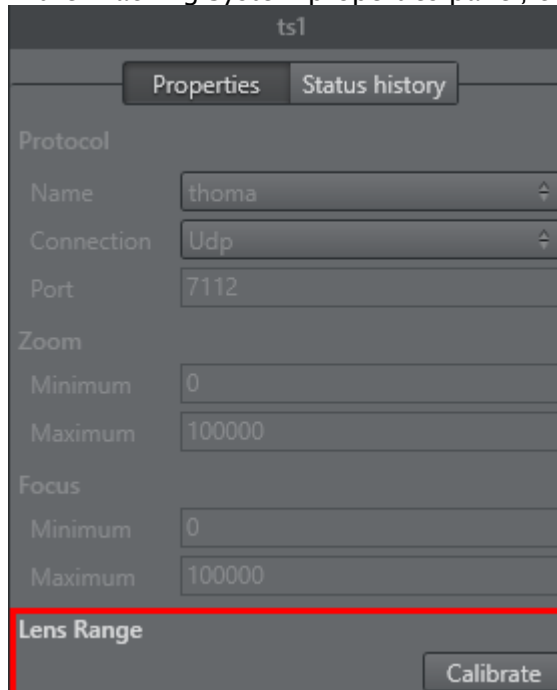 ts1
Properties Status history
Protocol
Name thoma
Connection Udp
Port 7112
Zoom
Minimum 0
Maximum 100000
Focus
Minimum 0
Maximum 100000
Lens Range
Calibrate